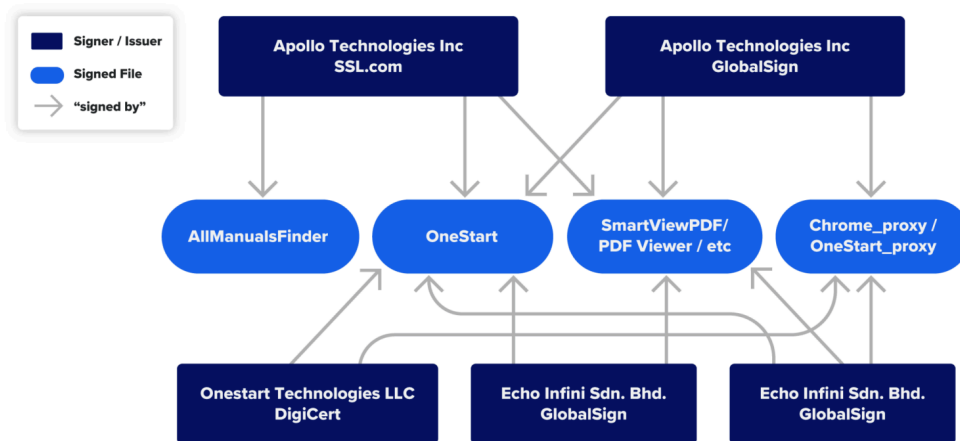 Signer / Issuer
Signed File
“signed by”
Apollo Technologies Inc
SSL.com
Apollo Technologies Inc
GlobalSign
AllManualsFinder
OneStart
SmartViewPDF/
PDF Viewer / etc
Chrome_proxy /
OneStart_proxy
Onestart Technologies LLC
DigiCert
Echo Infini Sdn. Bhd.
GlobalSign
Echo Infini Sdn. Bhd.
GlobalSign